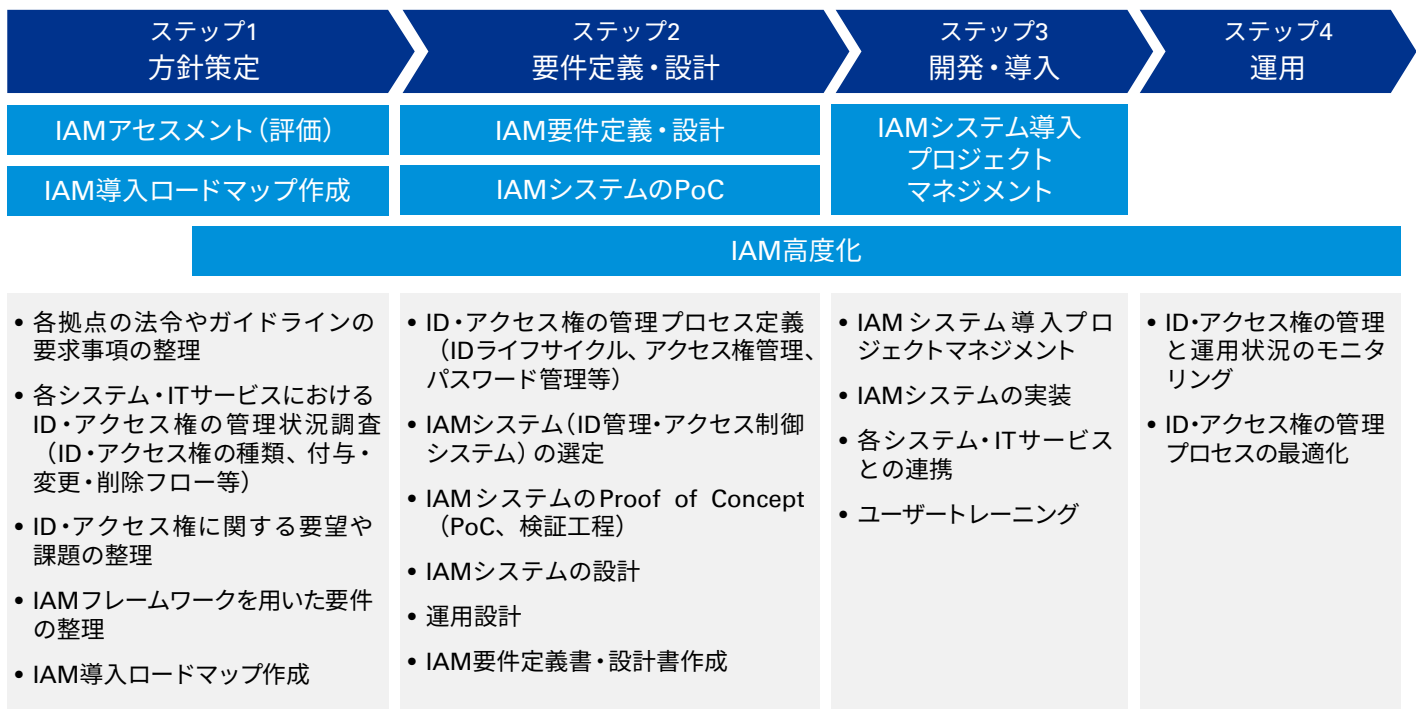 ステップ1
方針策定
ステップ2
要件定義・設計
ステップ3
開発・導入
ステップ4
運用
IAMアセスメント（評価）
IAM導入ロードマップ作成
IAM要件定義・設計
IAMシステムのPoC
IAMシステム導入
プロジェクト
マネジメント
IAM高度化
• 各拠点の法令やガイドラインの
要求事項の整理
• 各システム・ITサービスにおける
ID・アクセス権の管理状況調査
（ID・アクセス権の種類、付与・
変更・削除フロー等）
• ID・アクセス権に関する要望や
課題の整理
• IAMフレームワークを用いた要件
の整理
• IAM導入ロードマップ作成
• ID・アクセス権の管理プロセス定義
（IDライフサイクル、アクセス権管理、
パスワード管理等）
• IAMシステム（ID管理・アクセス制御
システム）の選定
• IAMシステムのProof of Concept
（PoC、検証工程）
• IAMシステムの設計
• 運用設計
• IAM要件定義書・設計書作成
• IAMシステム導入プロ
ジェクトマネジメント
• IAMシステムの実装
• 各システム・ITサービス
との連携
• ユーザートレーニング
• ID・アクセス権の管理
と運用状況のモニタ
リング
• ID・アクセス権の管理
プロセスの最適化